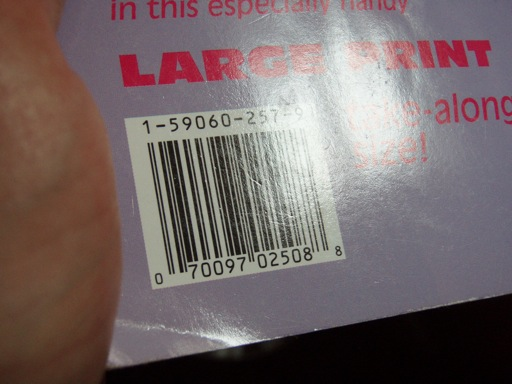 in this especially handy
LARGE PRINT
take-along
size!
1-59060-257-9
0 70097 02508 8